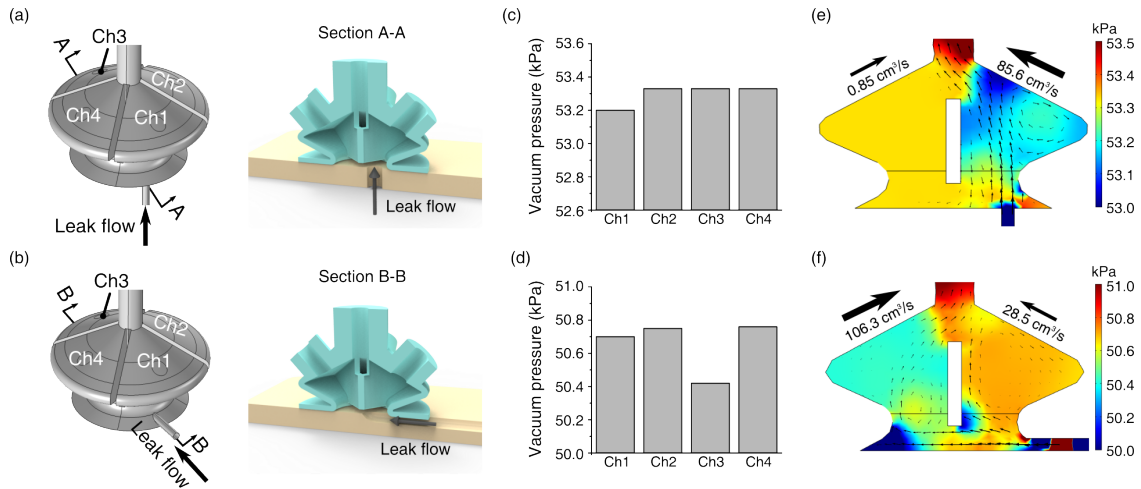 (a)
Ch3
A
Ch2
Ch4
Ch1
A
Leak flow
Section A-A
Leak flow
(c)
Vacuum pressure (kPa)
53.6
53.4
53.2
53.0
52.8
52.6
Ch1 Ch2 Ch3 Ch4
(e)
kPa
0.85 cm³/s
85.6 cm³/s
53.5
53.4
53.3
53.2
53.1
53.0
(b)
Ch3
B
Ch2
Ch4
Ch1
B
Leak flow
Section B-B
Leak flow
(d)
Vacuum pressure (kPa)
51.0
50.8
50.6
50.4
50.2
50.0
Ch1 Ch2 Ch3 Ch4
(f)
kPa
106.3 cm³/s
28.5 cm³/s
51.0
50.8
50.6
50.4
50.2
50.0